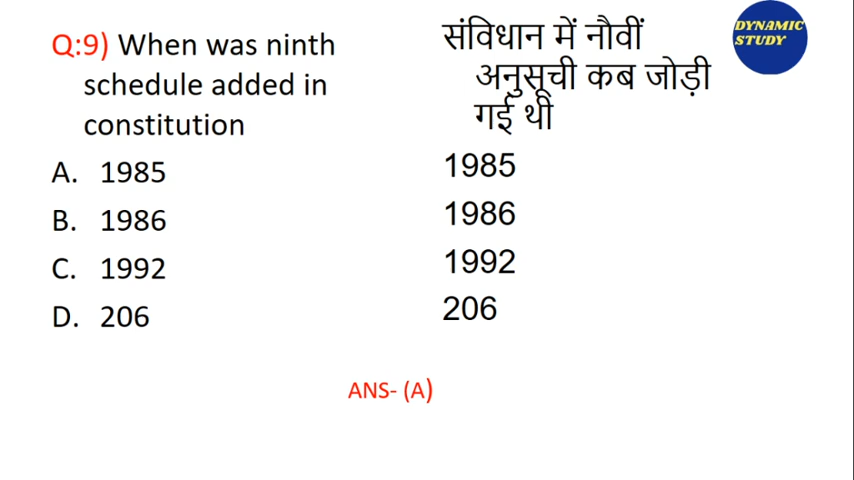 Q:9) When was ninth
schedule added in
constitution
A. 1985
B. 1986
C. 1992
D. 206
संविधान में नौवीं
अनुसूची कब जोड़ी
गई थी
1985
1986
1992
206
ANS- (A)
DYNAMIC
STUDY